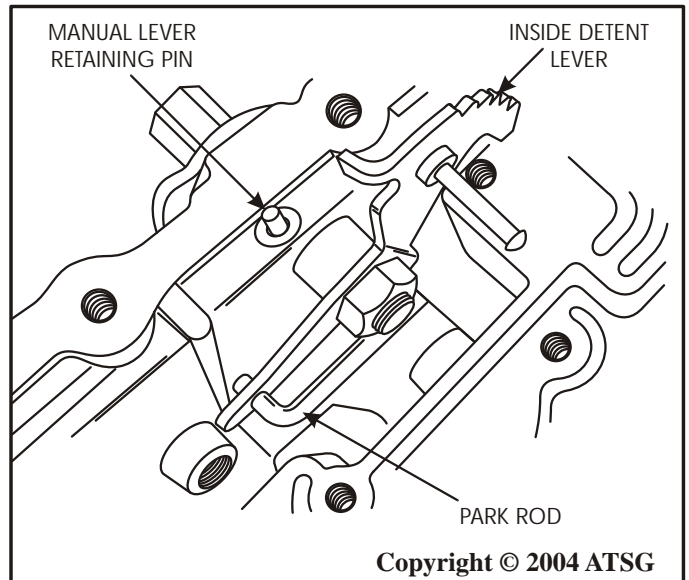 MANUAL LEVER
RETAINING PIN
INSIDE DETENT
LEVER
PARK ROD
Copyright © 2004 ATSG